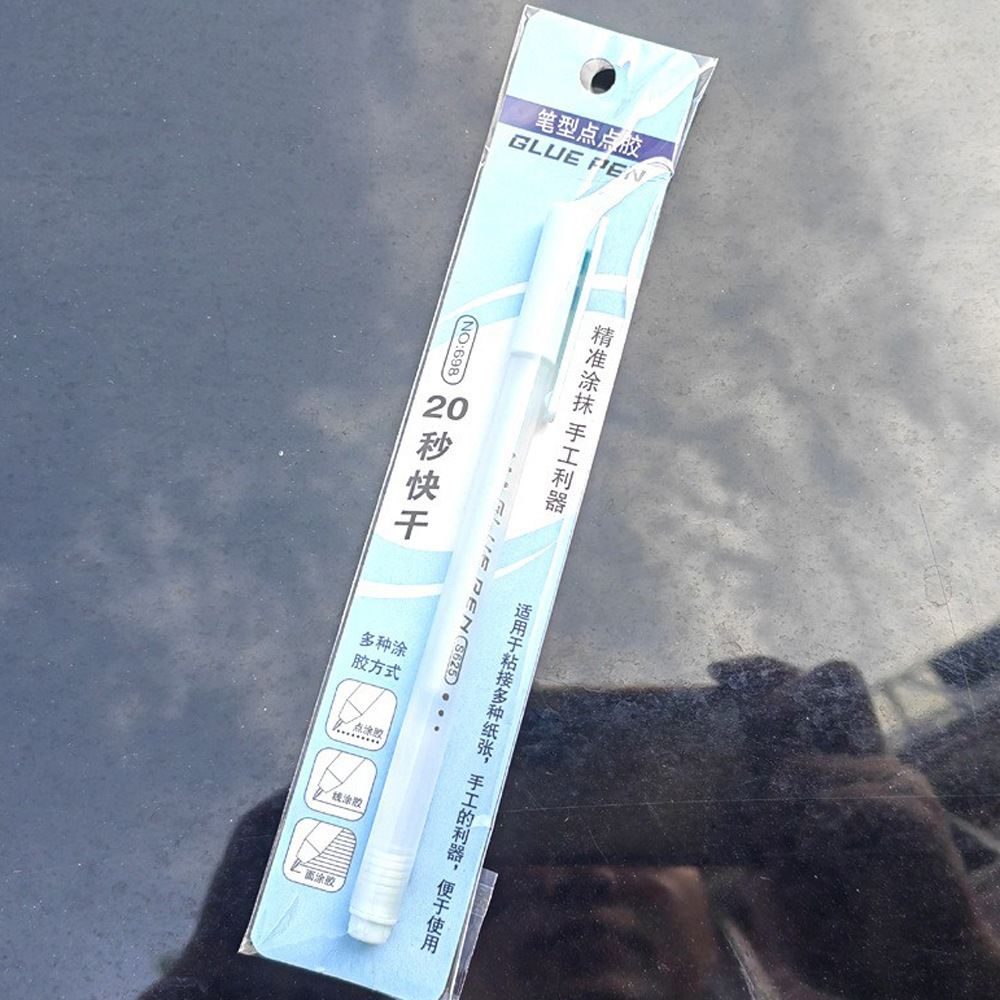 笔型点点胶
GLUE PEN
NO:698
20
秒
快
干
精准涂抹 手工利器
GLUE PEN S625
适用于粘接多种纸张，手工的利器，便于使用
多种涂
胶方式
点涂胶
线涂胶
面涂胶